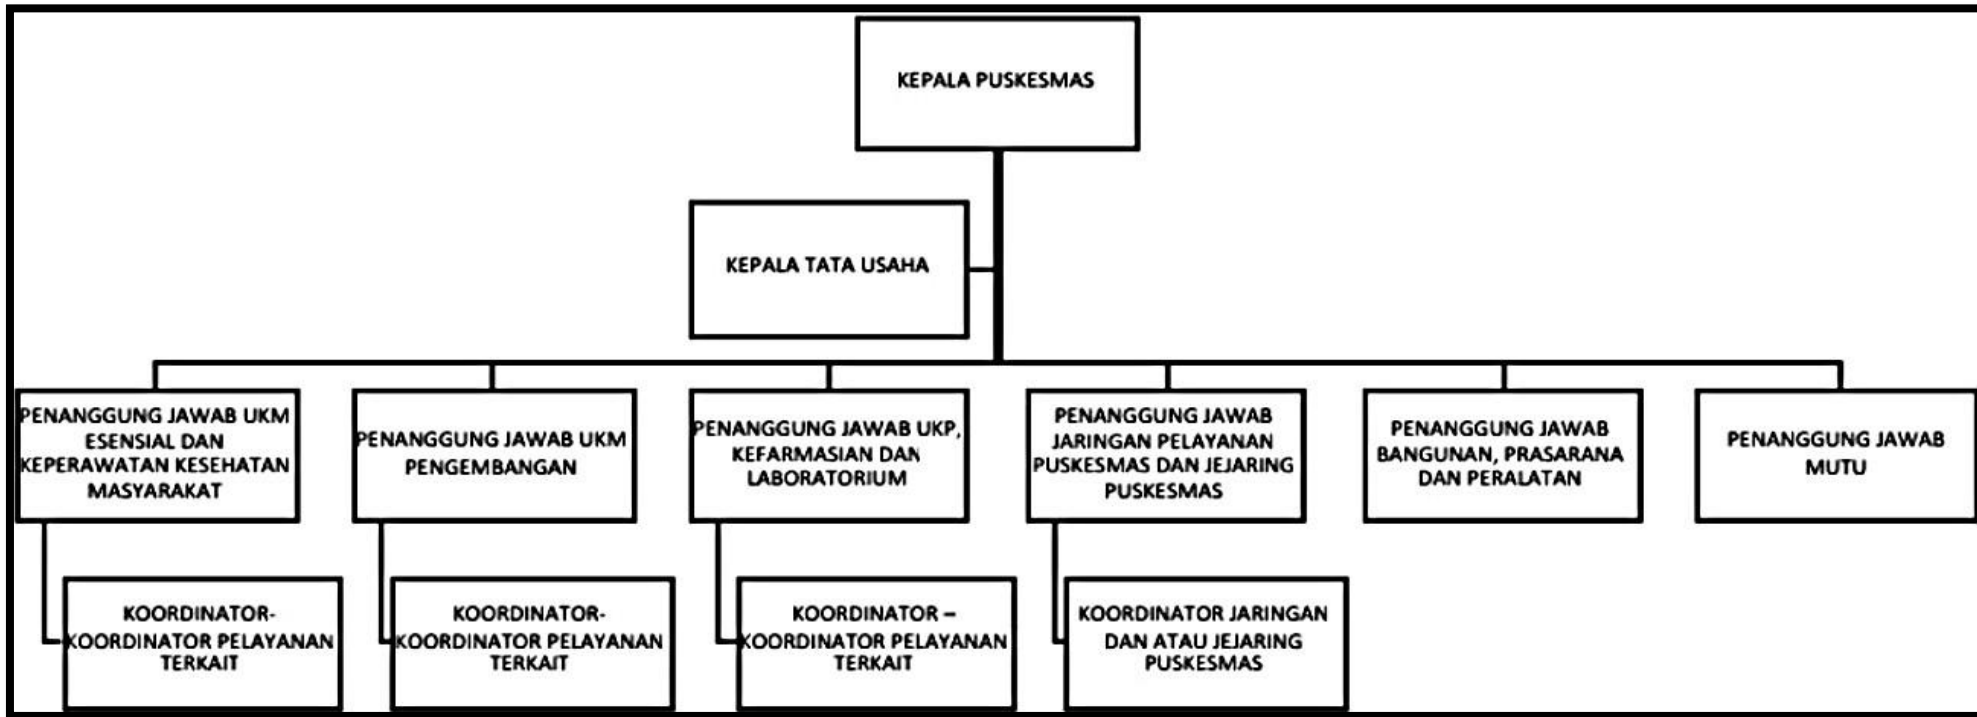 KEPALA PUSKESMAS
KEPALA TATA USAHA
PENANGGUNG JAWAB UKM
ESENSIAL DAN
KEPERAWATAN KESEHATAN
MASYARAKAT
PENANGGUNG JAWAB UKM
PENGEMBANGAN
PENANGGUNG JAWAB UKP,
KEFARMASIAN DAN
LABORATORIUM
PENANGGUNG JAWAB
JARINGAN PELAYANAN
PUSKESMAS DAN JEJARING
PUSKESMAS
PENANGGUNG JAWAB
BANGUNAN, PRASARANA
DAN PERALATAN
PENANGGUNG JAWAB
MUTU
KOORDINATOR-
KOORDINATOR PELAYANAN
TERKAIT
KOORDINATOR-
KOORDINATOR PELAYANAN
TERKAIT
KOORDINATOR –
KOORDINATOR PELAYANAN
TERKAIT
KOORDINATOR JARINGAN
DAN ATAU JEJARING
PUSKESMAS